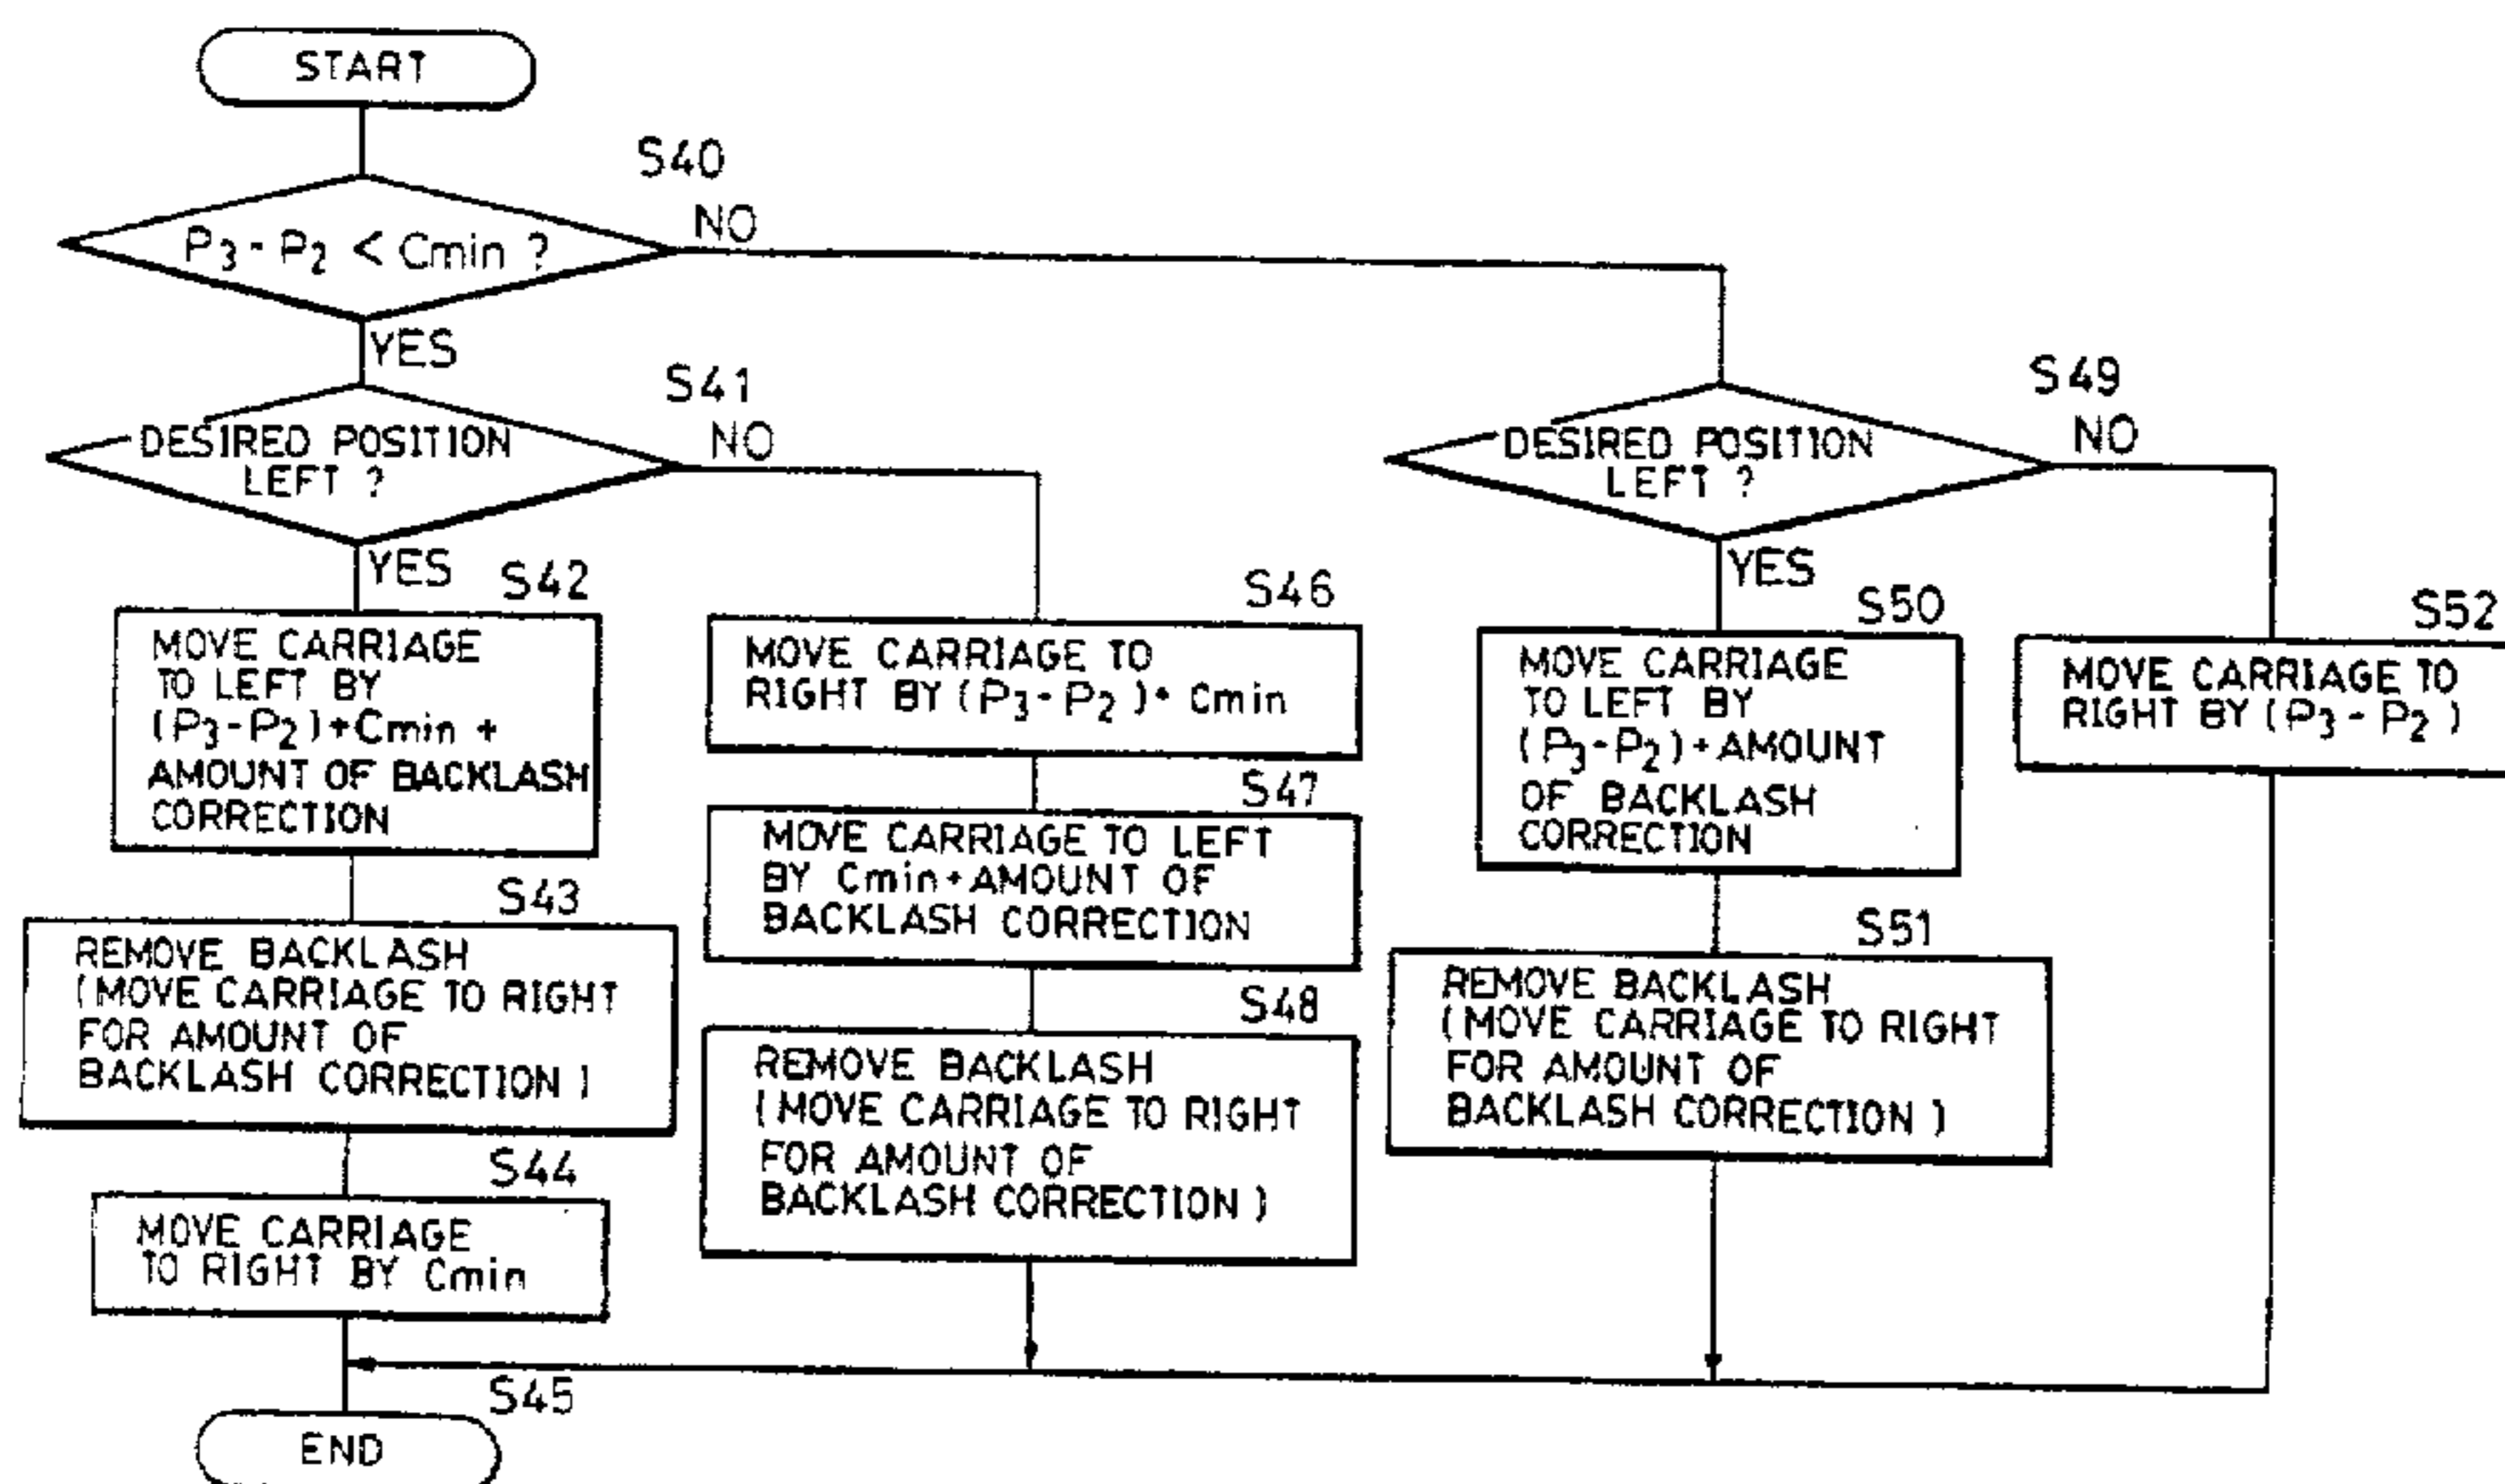 START
S40
P3-P2 < Cmin ?
NO
YES
S41
DESIRED POSITION
LEFT ?
NO
YES
S42
MOVE CARRIAGE
TO LEFT BY
(P3-P2)+Cmin +
AMOUNT OF BACKLASH
CORRECTION
S43
REMOVE BACKLASH
(MOVE CARRIAGE TO RIGHT
FOR AMOUNT OF
BACKLASH CORRECTION)
S44
MOVE CARRIAGE
TO RIGHT BY Cmin
S45
END
S46
MOVE CARRIAGE TO
RIGHT BY (P3-P2)+ Cmin
S47
MOVE CARRIAGE TO LEFT
BY Cmin+AMOUNT OF
BACKLASH CORRECTION
S48
REMOVE BACKLASH
(MOVE CARRIAGE TO RIGHT
FOR AMOUNT OF
BACKLASH CORRECTION)
S49
DESIRED POSITION
LEFT ?
NO
YES
S50
MOVE CARRIAGE
TO LEFT BY
(P3-P2)+AMOUNT
OF BACKLASH
CORRECTION
S51
REMOVE BACKLASH
(MOVE CARRIAGE TO RIGHT
FOR AMOUNT OF
BACKLASH CORRECTION)
S52
MOVE CARRIAGE TO
RIGHT BY (P3-P2)